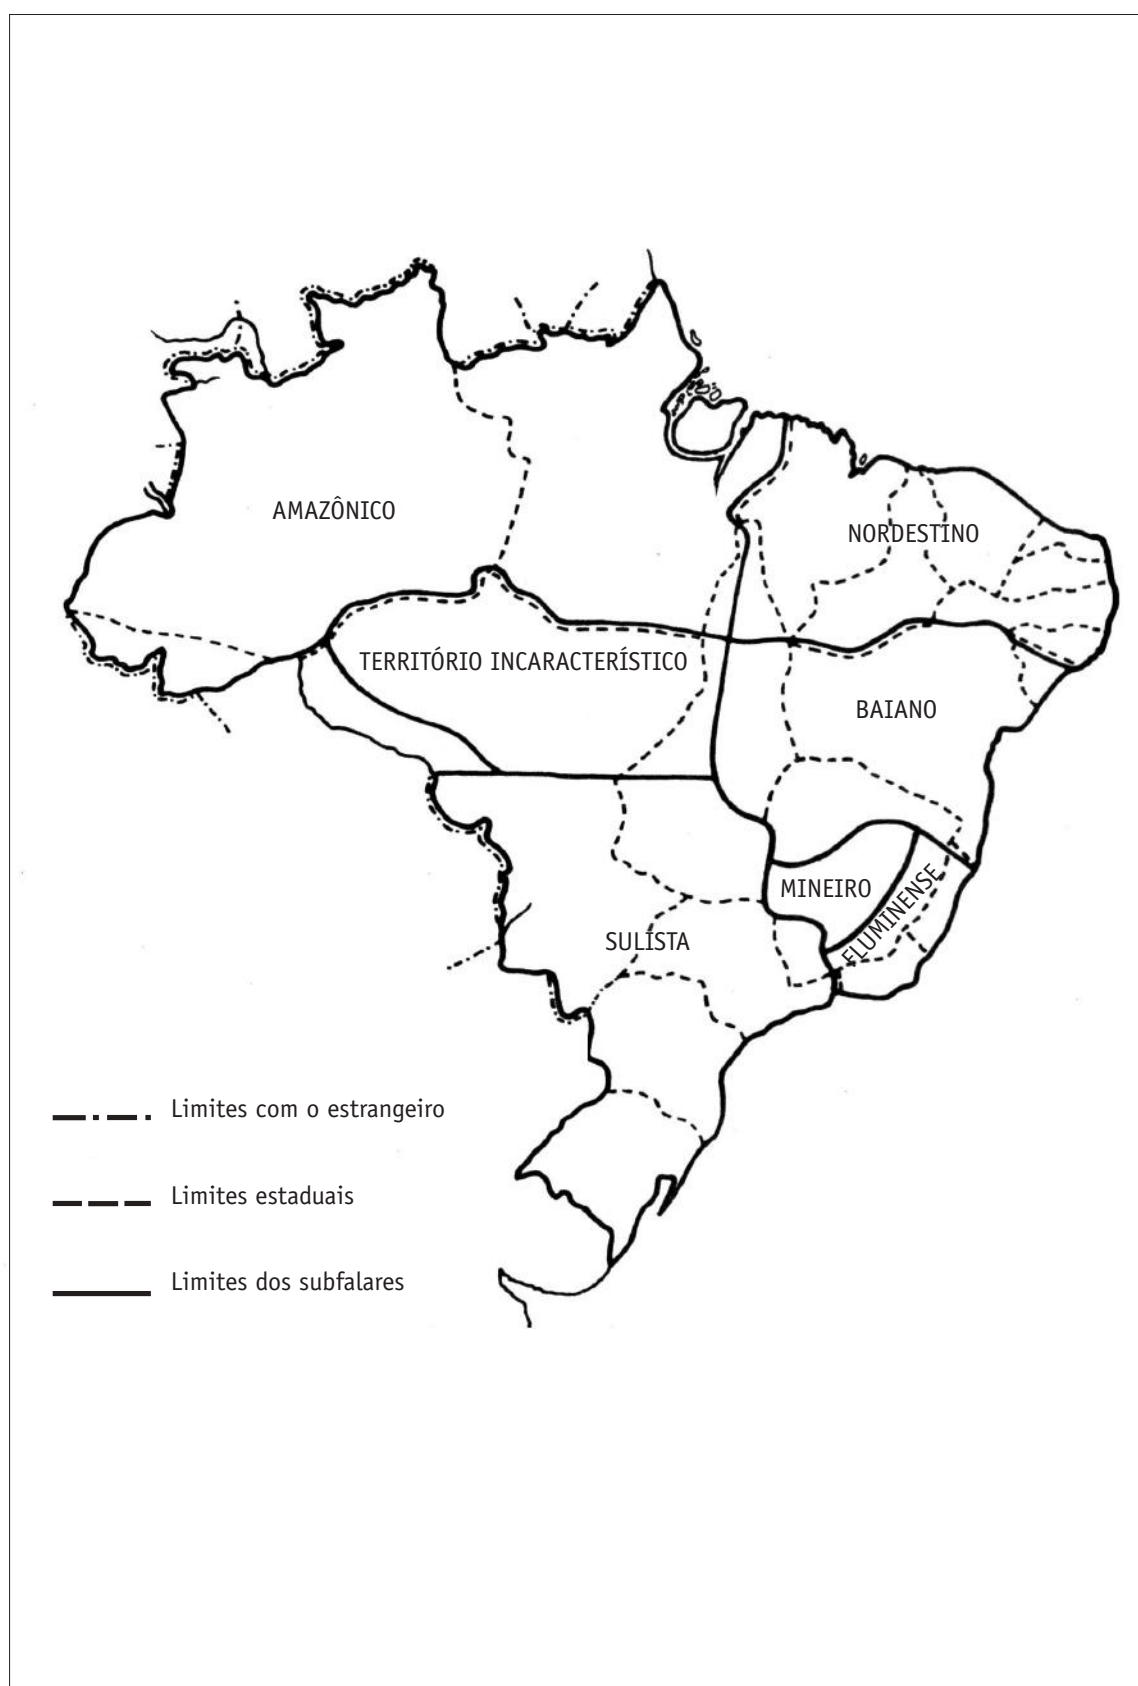 AMAZÔNICO
NORDESTINO
TERRITÓRIO INCARACTERÍSTICO
BAIANO
MINEIRO
FLUMINENSE
SULISTA
Limites com o estrangeiro
Limites estaduais
Limites dos subfalares